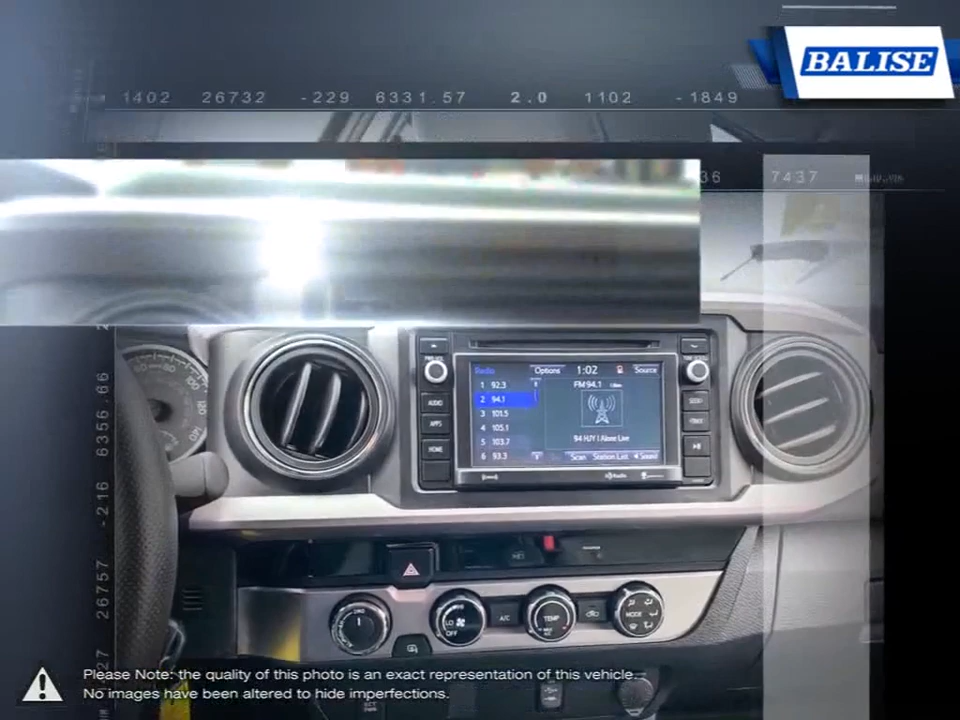 BALISE
1402 26732 -229 6331.57 2.0 1102 -1849
36 7437
6356.66
-216
26757
27
Radio Options 1:02 Source
1 92.3
2 94.1
3 101.5
4 105.1
5 103.7
6 93.3
FM 94.1
94 HJY | Alone Live
Scan Station List Sound
AUDIO
APPS
HOME
SEEK
LO
OFF
A/C
TEMP
MODE
Please Note: the quality of this photo is an exact representation of this vehicle.
No images have been altered to hide imperfections.